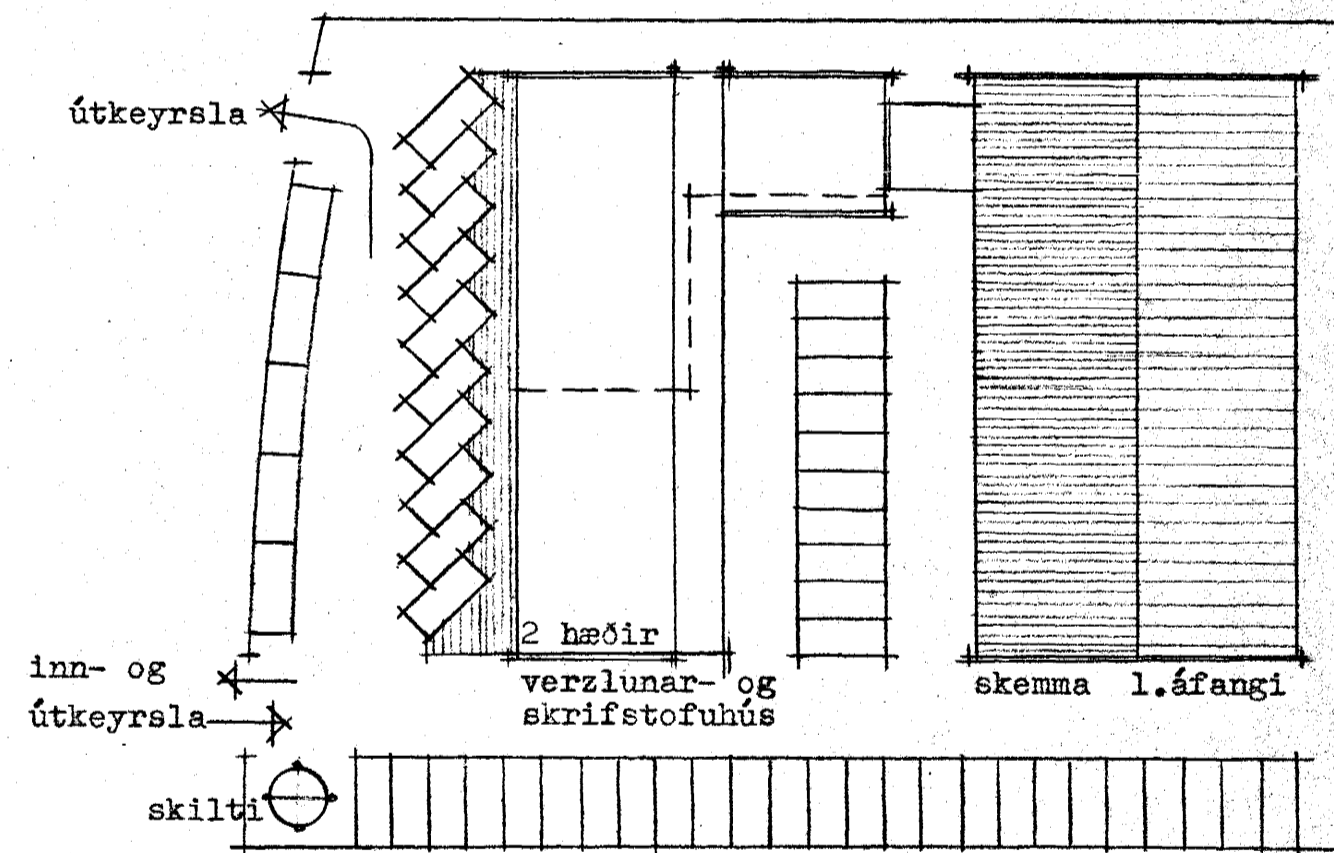 útkeyrsla
2 hæðir
inn- og
útkeyrsla
verzlunar- og
skrifstofuhús
skemma 1.áfangi
skilti